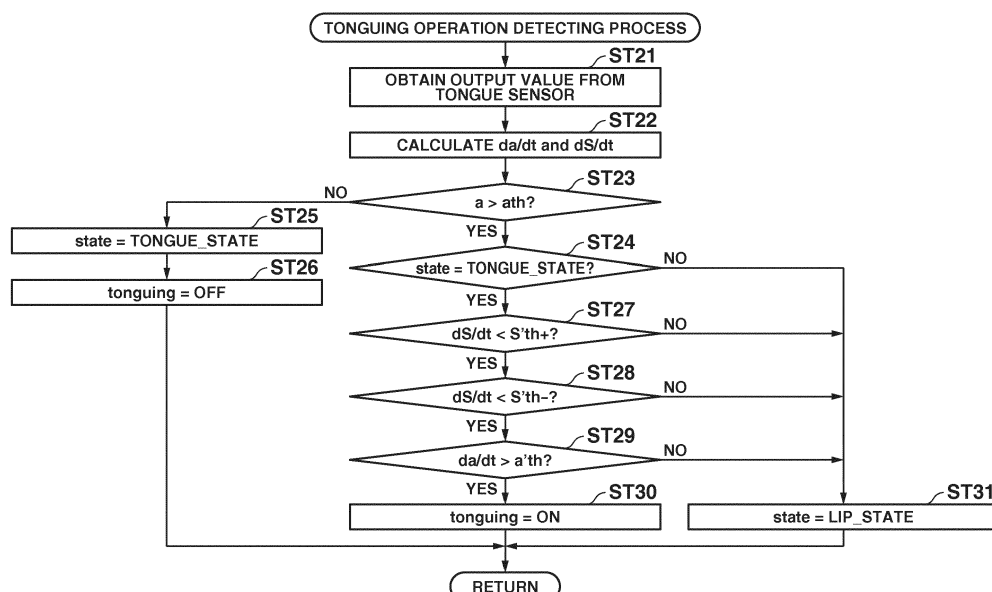 TONGUING OPERATION DETECTING PROCESS
ST21
OBTAIN OUTPUT VALUE FROM
TONGUE SENSOR
ST22
CALCULATE da/dt and dS/dt
ST23
a > ath?
NO
YES
ST25
state = TONGUE_STATE
ST26
tonguing = OFF
ST24
state = TONGUE_STATE?
NO
YES
ST27
dS/dt < S'th+?
NO
YES
ST28
dS/dt < S'th−?
NO
YES
ST29
da/dt > a'th?
NO
YES
ST30
tonguing = ON
ST31
state = LIP_STATE
RETURN